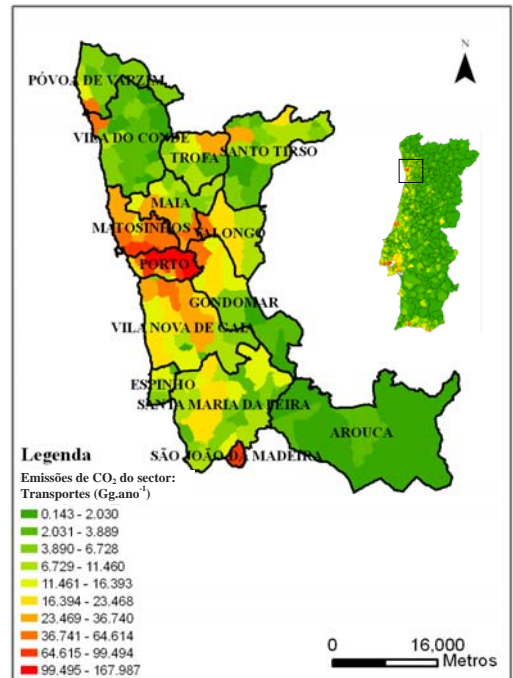 N
PÓVOA DE VARZIM
VILA DO CONDE
TROFA
SANTO TIRSO
MAIA
MATOSINHOS
VALONGO
PORTO
GONDOMAR
VILA NOVA DE GAIA
ESPINHO
SANTA MARIA DA FEIRA
AROUCA
SÃO JOÃO DA MADEIRA
Legenda
Emissões de CO₂ do sector:
Transportes (Gg.ano⁻¹)
0.143 - 2.030
2.031 - 3.889
3.890 - 6.728
6.729 - 11.460
11.461 - 16.393
16.394 - 23.468
23.469 - 36.740
36.741 - 64.614
64.615 - 99.494
99.495 - 167.987
0 16,000
Metros